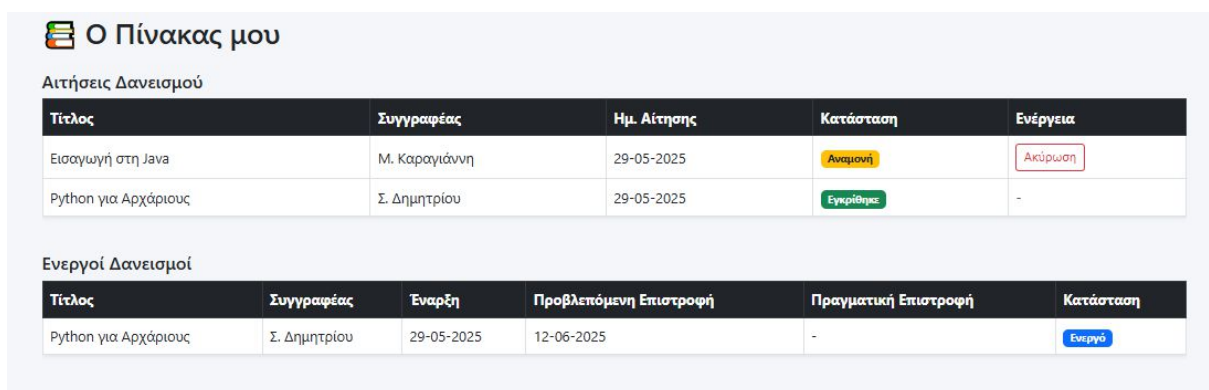 Ο Πίνακας μου
Αιτήσεις Δανεισμού
Τίτλος Συγγραφέας Ημ. Αίτησης Κατάσταση Ενέργεια
Εισαγωγή στη Java Μ. Καραγιάννη 29-05-2025 Αναμονή Ακύρωση
Python για Αρχάριους Σ. Δημητρίου 29-05-2025 Εγκρίθηκε -
Ενεργοί Δανεισμοί
Τίτλος Συγγραφέας Έναρξη Προβλεπόμενη Επιστροφή Πραγματική Επιστροφή Κατάσταση
Python για Αρχάριους Σ. Δημητρίου 29-05-2025 12-06-2025 - Ενεργό